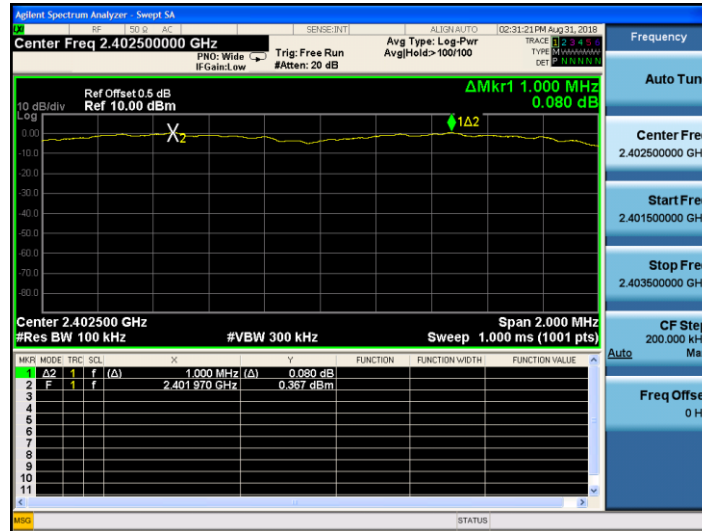 Agilent Spectrum Analyzer - Swept SA
RF 50 Ω AC SENSE:INT ALIGNAUTO 02:31:21 PM Aug 31, 2018
Center Freq 2.402500000 GHz
PNO: Wide
IFGain:Low
Trig: Free Run
#Atten: 20 dB
Avg Type: Log-Pwr
Avg|Hold:>100/100
TRACE 1 2 3 4 5 6
TYPE M
DET P N N N N N
ΔMkr1 1.000 MHz
0.080 dB
Ref Offset 0.5 dB
10 dB/div Ref 10.00 dBm
Log
0.00
-10.0
-20.0
-30.0
-40.0
-50.0
-60.0
-70.0
-80.0
X2
1Δ2
Center 2.402500 GHz Span 2.000 MHz
#Res BW 100 kHz #VBW 300 kHz Sweep 1.000 ms (1001 pts)
MKR MODE TRC SCL X Y FUNCTION FUNCTION WIDTH FUNCTION VALUE
1 Δ2 1 f (Δ) 1.000 MHz (Δ) 0.080 dB
2 F 1 f 2.401 970 GHz 0.367 dBm
3
4
5
6
7
8
9
10
11
MSG STATUS
Frequency
Auto Tun
Center Fre
2.402500000 GH
Start Fre
2.401500000 GH
Stop Fre
2.403500000 GH
CF Step
200.000 kH
Auto Ma
Freq Offse
0 H